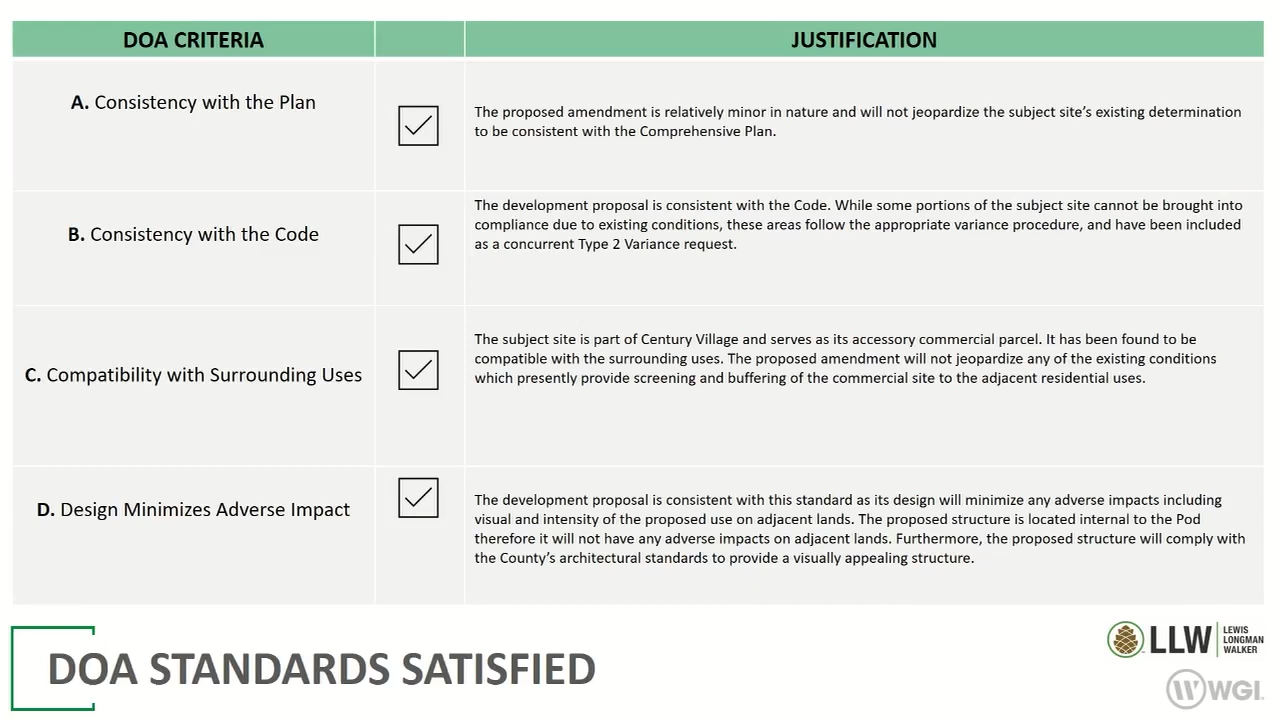 DOA CRITERIA
JUSTIFICATION
A. Consistency with the Plan
The proposed amendment is relatively minor in nature and will not jeopardize the subject site's existing determination
to be consistent with the Comprehensive Plan.
B. Consistency with the Code
The development proposal is consistent with the Code. While some portions of the subject site cannot be brought into
compliance due to existing conditions, these areas follow the appropriate variance procedure, and have been included
as a concurrent Type 2 Variance request.
C. Compatibility with Surrounding Uses
The subject site is part of Century Village and serves as its accessory commercial parcel. It has been found to be
compatible with the surrounding uses. The proposed amendment will not jeopardize any of the existing conditions
which presently provide screening and buffering of the commercial site to the adjacent residential uses.
D. Design Minimizes Adverse Impact
The development proposal is consistent with this standard as its design will minimize any adverse impacts including
visual and intensity of the proposed use on adjacent lands. The proposed structure is located internal to the Pod
therefore it will not have any adverse impacts on adjacent lands. Furthermore, the proposed structure will comply with
the County's architectural standards to provide a visually appealing structure.
DOA STANDARDS SATISFIED
LLW
LEWIS
LONGMAN
WALKER
WGI